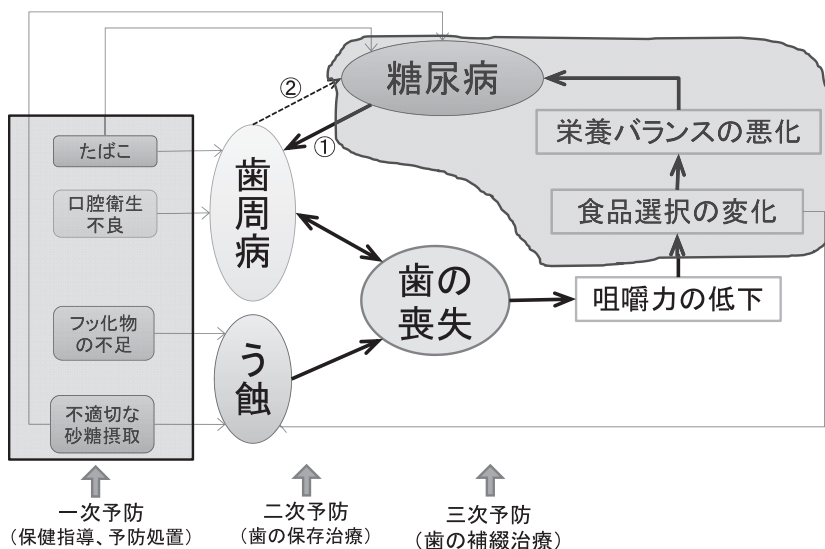 糖尿病
②
①
栄養バランスの悪化
食品選択の変化
咀嚼力の低下
たばこ
口腔衛生
不良
フッ化物
の不足
不適切な
砂糖摂取
歯周病
う蝕
歯の
喪失
一次予防
(保健指導、予防処置)
二次予防
(歯の保存治療)
三次予防
(歯の補綴治療)